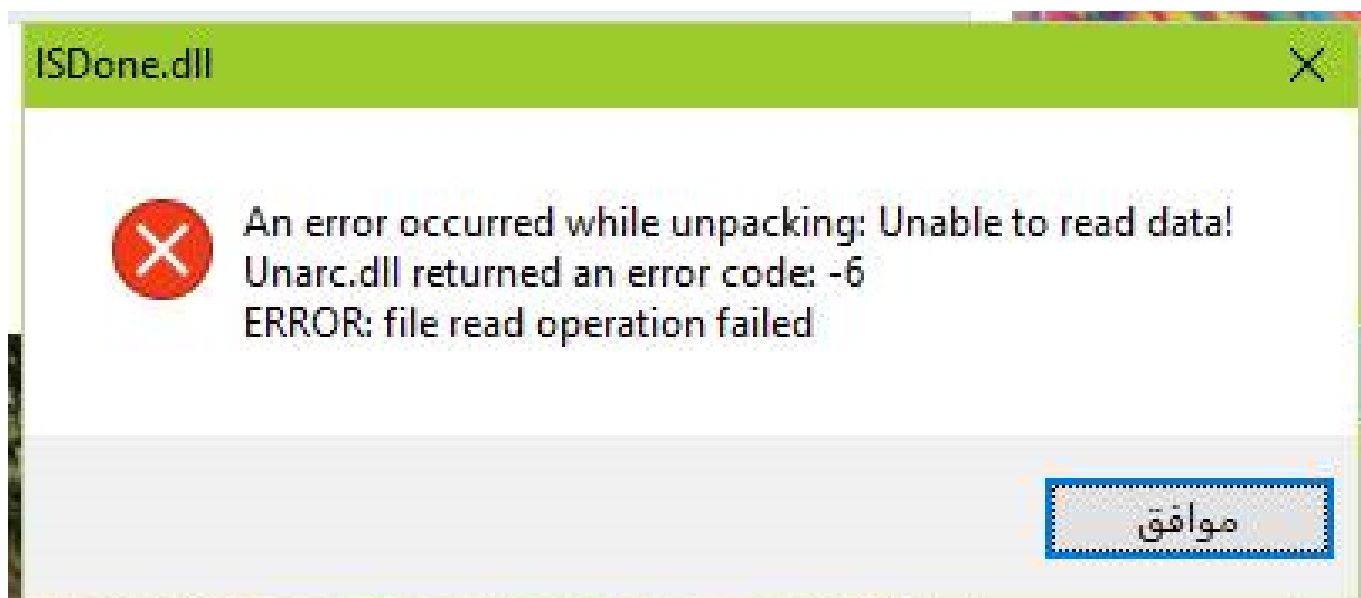 ISDone.dll
An error occurred while unpacking: Unable to read data!
Unarc.dll returned an error code: -6
ERROR: file read operation failed
موافق